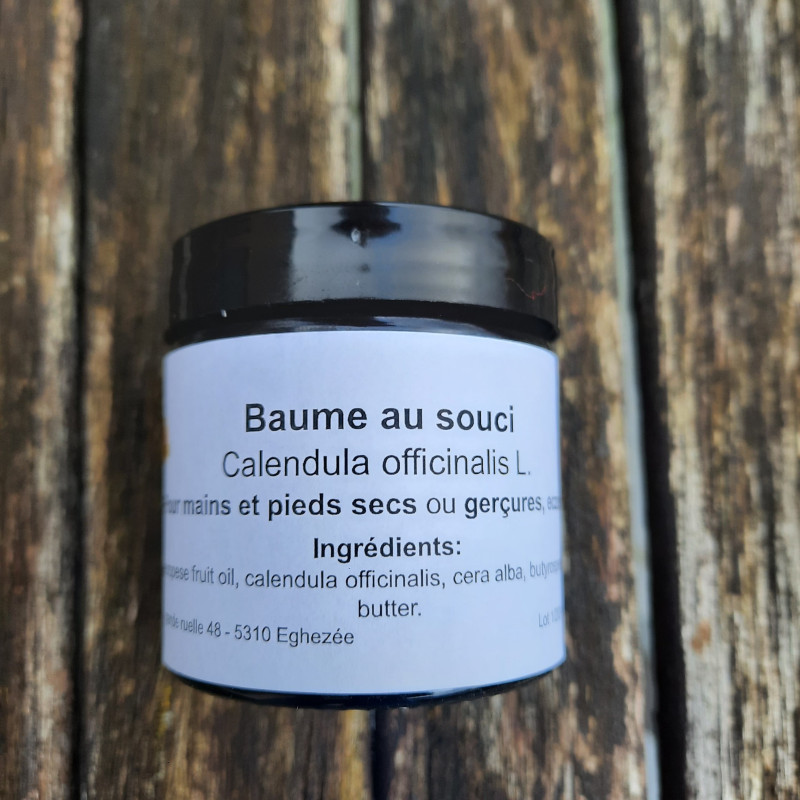 Baume au souci
Calendula officinalis L.
mains et pieds secs ou gerçures,
Ingrédients:
fruit oil, calendula officinalis, cera alba,
butter.
ruelle 48 - 5310 Eghezée
Lot